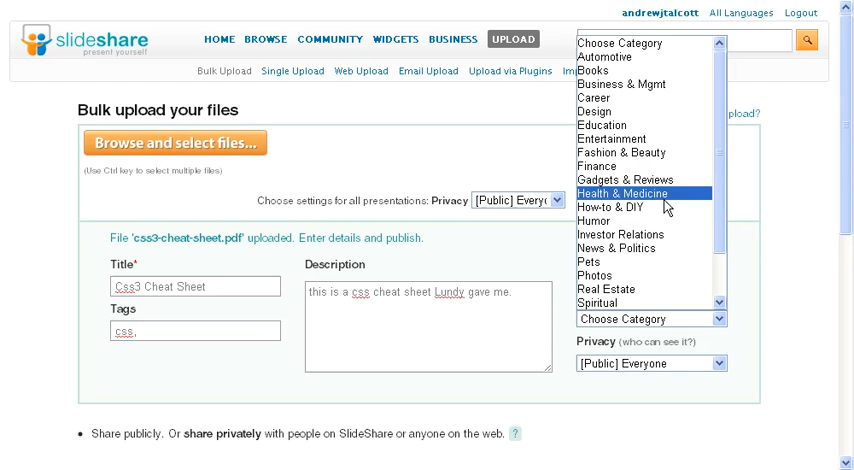 andrewjtalcott All Languages Logout
slideshare
present yourself
HOME BROWSE COMMUNITY WIDGETS BUSINESS UPLOAD
Bulk Upload Single Upload Web Upload Email Upload Upload via Plugins
Bulk upload your files
pload?
Browse and select files...
(Use Ctrl key to select multiple files)
Choose settings for all presentations: Privacy [Public] Everyo
File 'css3-cheat-sheet.pdf' uploaded. Enter details and publish.
Title*
Css3 Cheat Sheet
Tags
css,
Description
this is a css cheat sheet Lundy gave me.
Choose Category
Automotive
Books
Business & Mgmt
Career
Design
Education
Entertainment
Fashion & Beauty
Finance
Gadgets & Reviews
Health & Medicine
How-to & DIY
Humor
Investor Relations
News & Politics
Pets
Photos
Real Estate
Spiritual
Choose Category
Privacy (who can see it?)
[Public] Everyone
Share publicly. Or share privately with people on SlideShare or anyone on the web. ?